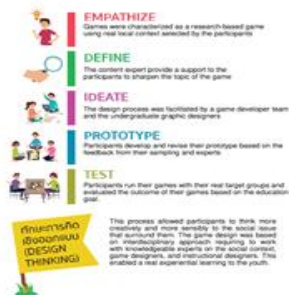 EMPATHIZE
Games were characterized as a research-based game
using real local context selected by the participants
DEFINE
The content expert provide a support to the
participants to sharpen the topic of the game
IDEATE
The design process was facilitated by a game developer team
and the undergraduate graphic designers
PROTOTYPE
Participants develop and revise their prototype based on the
feedback from their sampling and experts
TEST
Participants run their games with their real target groups and
evaluated the outcome of their games based on the education
goal.
ทักษะการคิด
เชิงออกแบบ
(DESIGN
THINKING)
This process allowed participants to think more
creatively and more sensibly to the social issue
that surround them. The game design was based
on interdisciplinary approach requiring to work
with knowledgeable experts on the social context,
game designers, and instructional designers. This
enabled a real experiential learning to the youth.